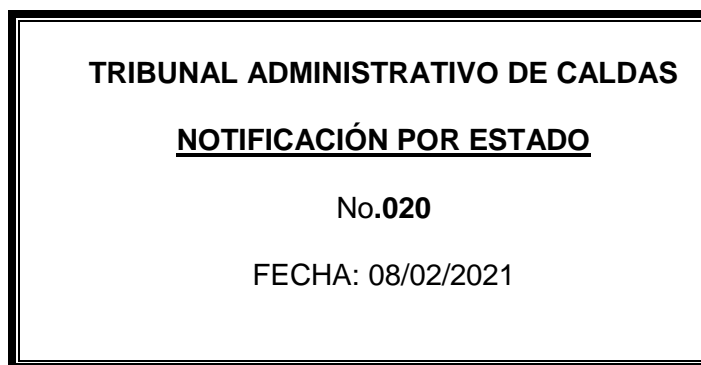 TRIBUNAL ADMINISTRATIVO DE CALDAS
NOTIFICACIÓN POR ESTADO
No.020
FECHA: 08/02/2021